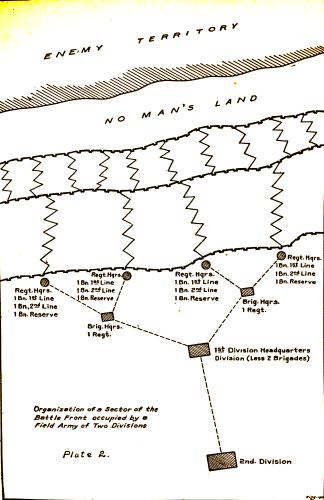 ENEMY TERRITORY
NO MAN'S LAND
Regt. Hqrs.
1 Bn. 1st Line
1 Bn. 2nd Line
1 Bn. Reserve
Regt. Hqrs.
1 Bn. 1st Line
1 Bn. 2nd Line
1 Bn. Reserve
Regt. Hqrs.
1 Bn. 1st Line
1 Bn. 2nd Line
1 Bn. Reserve
Regt. Hqrs.
1 Bn. 1st Line
1 Bn. 2nd Line
1 Bn. Reserve
Brig. Hqrs.
1 Regt.
Brig. Hqrs.
1 Regt.
1st Division Headquarters
Division (Less 2 Brigades)
Organization of a Sector of the
Battle Front occupied by a
Field Army of Two Divisions
Plate 2.
2nd. Division